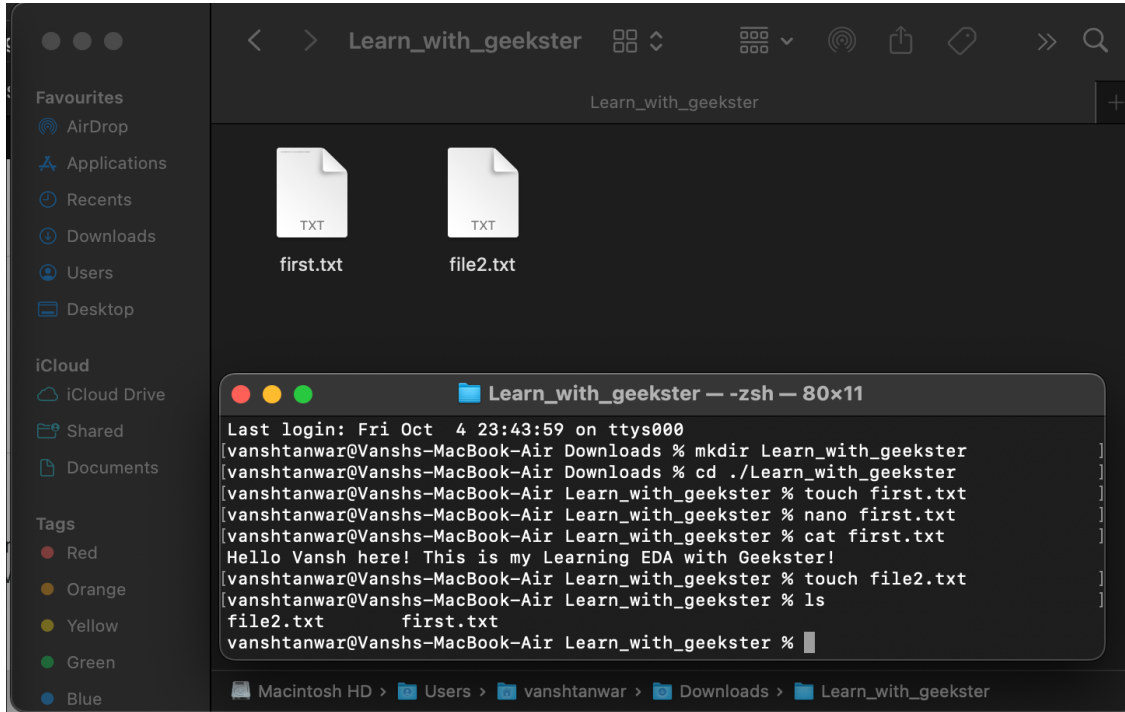 Learn_with_geekster
Learn_with_geekster
Favourites
AirDrop
Applications
Recents
Downloads
Users
Desktop
iCloud
iCloud Drive
Shared
Documents
Tags
Red
Orange
Yellow
Green
Blue
TXT
TXT
first.txt
file2.txt
Learn_with_geekster — -zsh — 80×11
Last login: Fri Oct  4 23:43:59 on ttys000
[vanshtanwar@Vanshs-MacBook-Air Downloads % mkdir Learn_with_geekster ]
[vanshtanwar@Vanshs-MacBook-Air Downloads % cd ./Learn_with_geekster ]
[vanshtanwar@Vanshs-MacBook-Air Learn_with_geekster % touch first.txt ]
[vanshtanwar@Vanshs-MacBook-Air Learn_with_geekster % nano first.txt ]
[vanshtanwar@Vanshs-MacBook-Air Learn_with_geekster % cat first.txt ]
Hello Vansh here! This is my Learning EDA with Geekster!
[vanshtanwar@Vanshs-MacBook-Air Learn_with_geekster % touch file2.txt ]
[vanshtanwar@Vanshs-MacBook-Air Learn_with_geekster % ls ]
file2.txt       first.txt
vanshtanwar@Vanshs-MacBook-Air Learn_with_geekster %
Macintosh HD › Users › vanshtanwar › Downloads › Learn_with_geekster